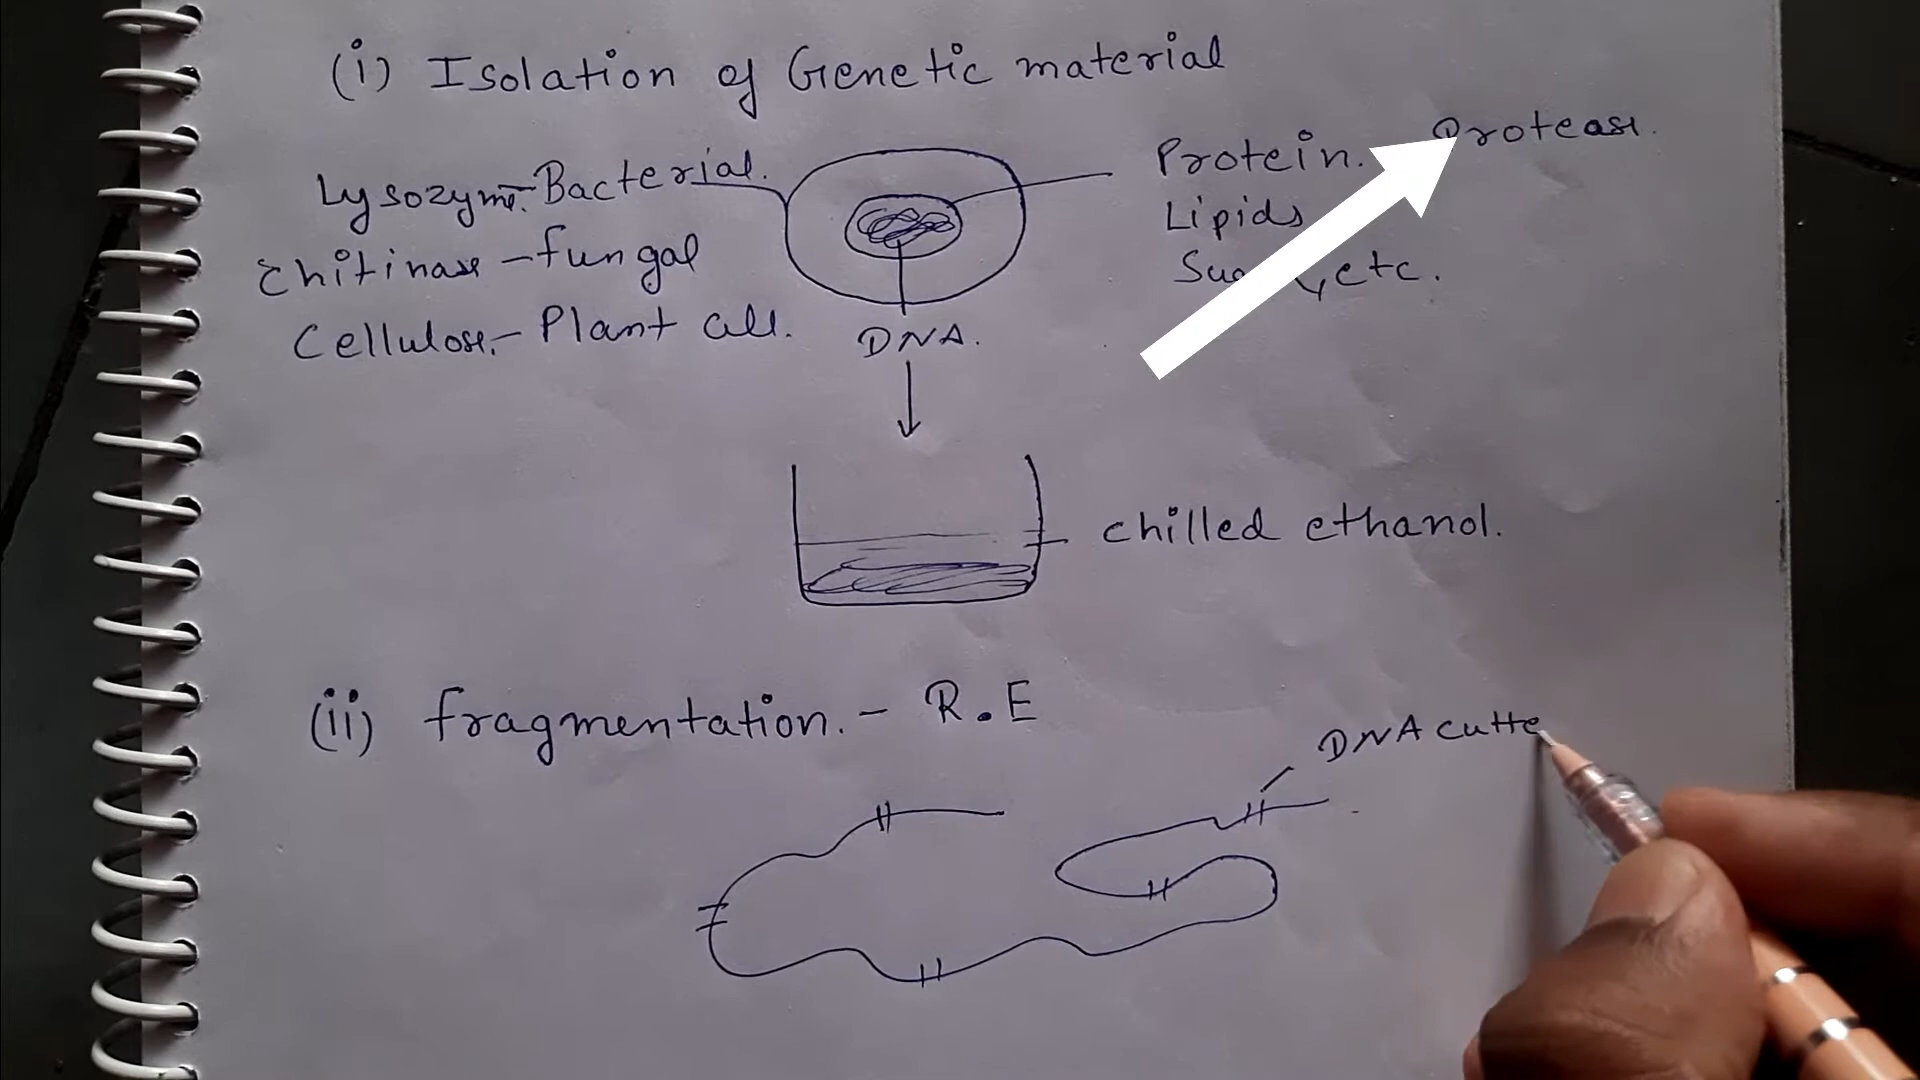 (i) Isolation of Genetic material
Lysozyme - Bacterial.
Chitinase - fungal
Cellulose. - Plant cell.
DNA.
Protein. Protease.
Lipids
etc.
chilled ethanol.
(ii) fragmentation. - R.E
DNA cutte